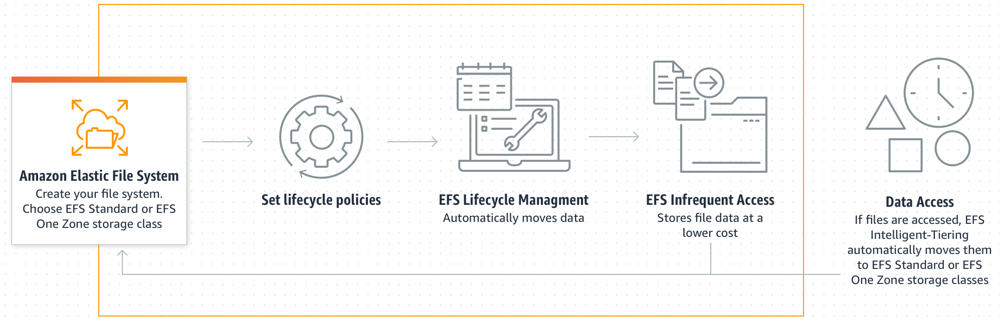 Amazon Elastic File System
Create your file system.
Choose EFS Standard or EFS
One Zone storage class
Set lifecycle policies
EFS Lifecycle Managment
Automatically moves data
EFS Infrequent Access
Stores file data at a
lower cost
Data Access
If files are accessed, EFS
Intelligent-Tiering
automatically moves them
to EFS Standard or EFS
One Zone storage classes